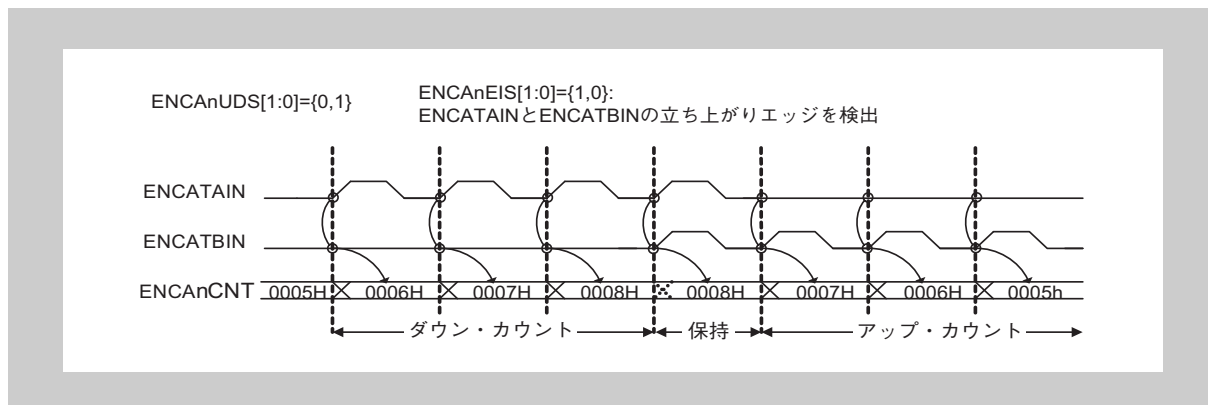 ENCAnUDS[1:0]={0,1}
ENCAnEIS[1:0]={1,0}:
ENCATAINとENCATBINの立ち上がりエッジを検出
ENCATAIN
ENCATBIN
ENCAnCNT 0005H 0006H 0007H 0008H 0008H 0007H 0006H 0005h
ダウン・カウント 保持 アップ・カウント